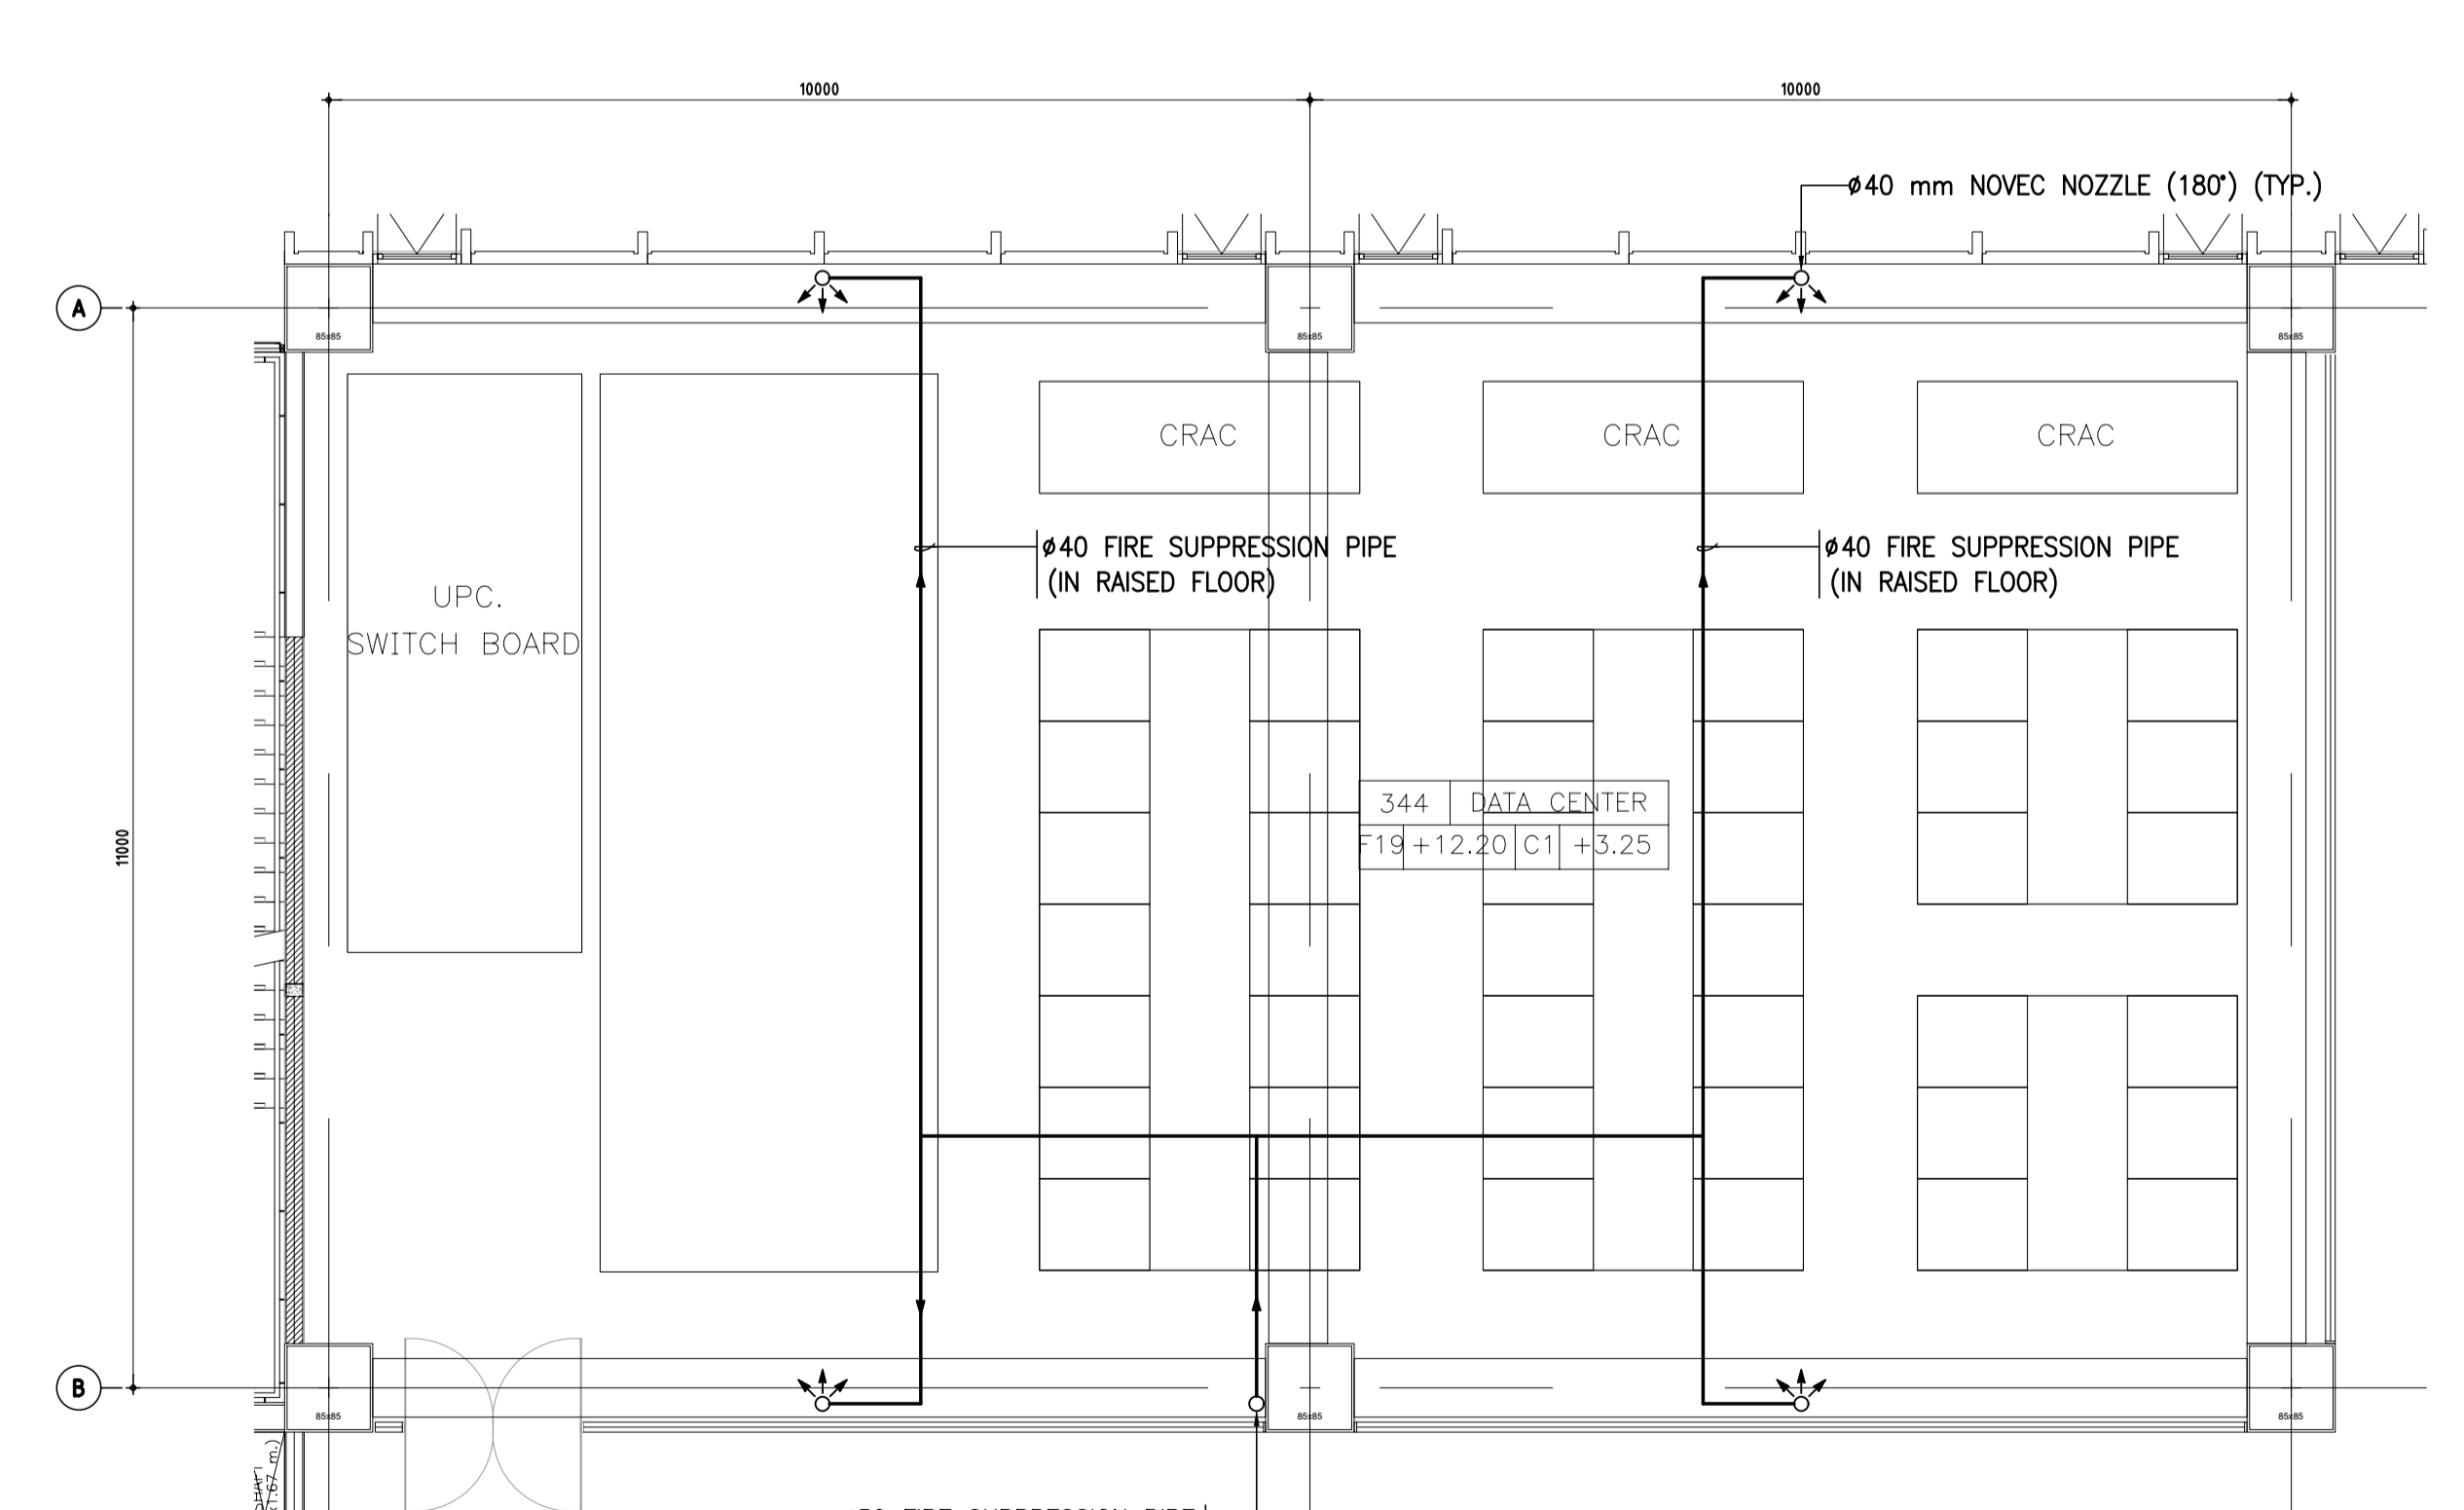 10000
10000
ø40 mm NOVEC NOZZLE (180°) (TYP.)
A
85x85
85x85
85x85
CRAC
CRAC
CRAC
ø40 FIRE SUPPRESSION PIPE
(IN RAISED FLOOR)
ø40 FIRE SUPPRESSION PIPE
(IN RAISED FLOOR)
UPC.
SWITCH BOARD
344 DATA CENTER
F19 +12.20 C1 +3.25
11000
B
85x85
85x85
85x85